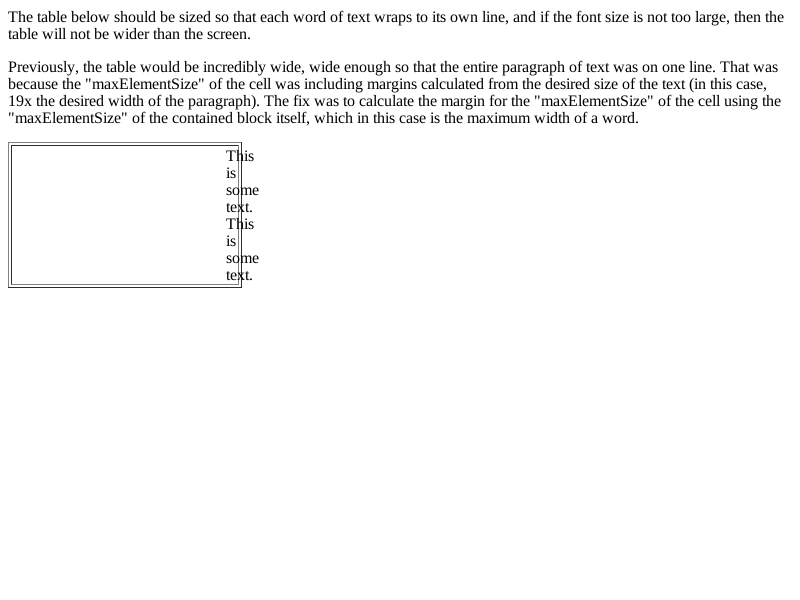 The table below should be sized so that each word of text wraps to its own line, and if the font size is not too large, then the
table will not be wider than the screen.
Previously, the table would be incredibly wide, wide enough so that the entire paragraph of text was on one line. That was
because the "maxElementSize" of the cell was including margins calculated from the desired size of the text (in this case,
19x the desired width of the paragraph). The fix was to calculate the margin for the "maxElementSize" of the cell using the
"maxElementSize" of the contained block itself, which in this case is the maximum width of a word.
This
is
some
text.
This
is
some
text.